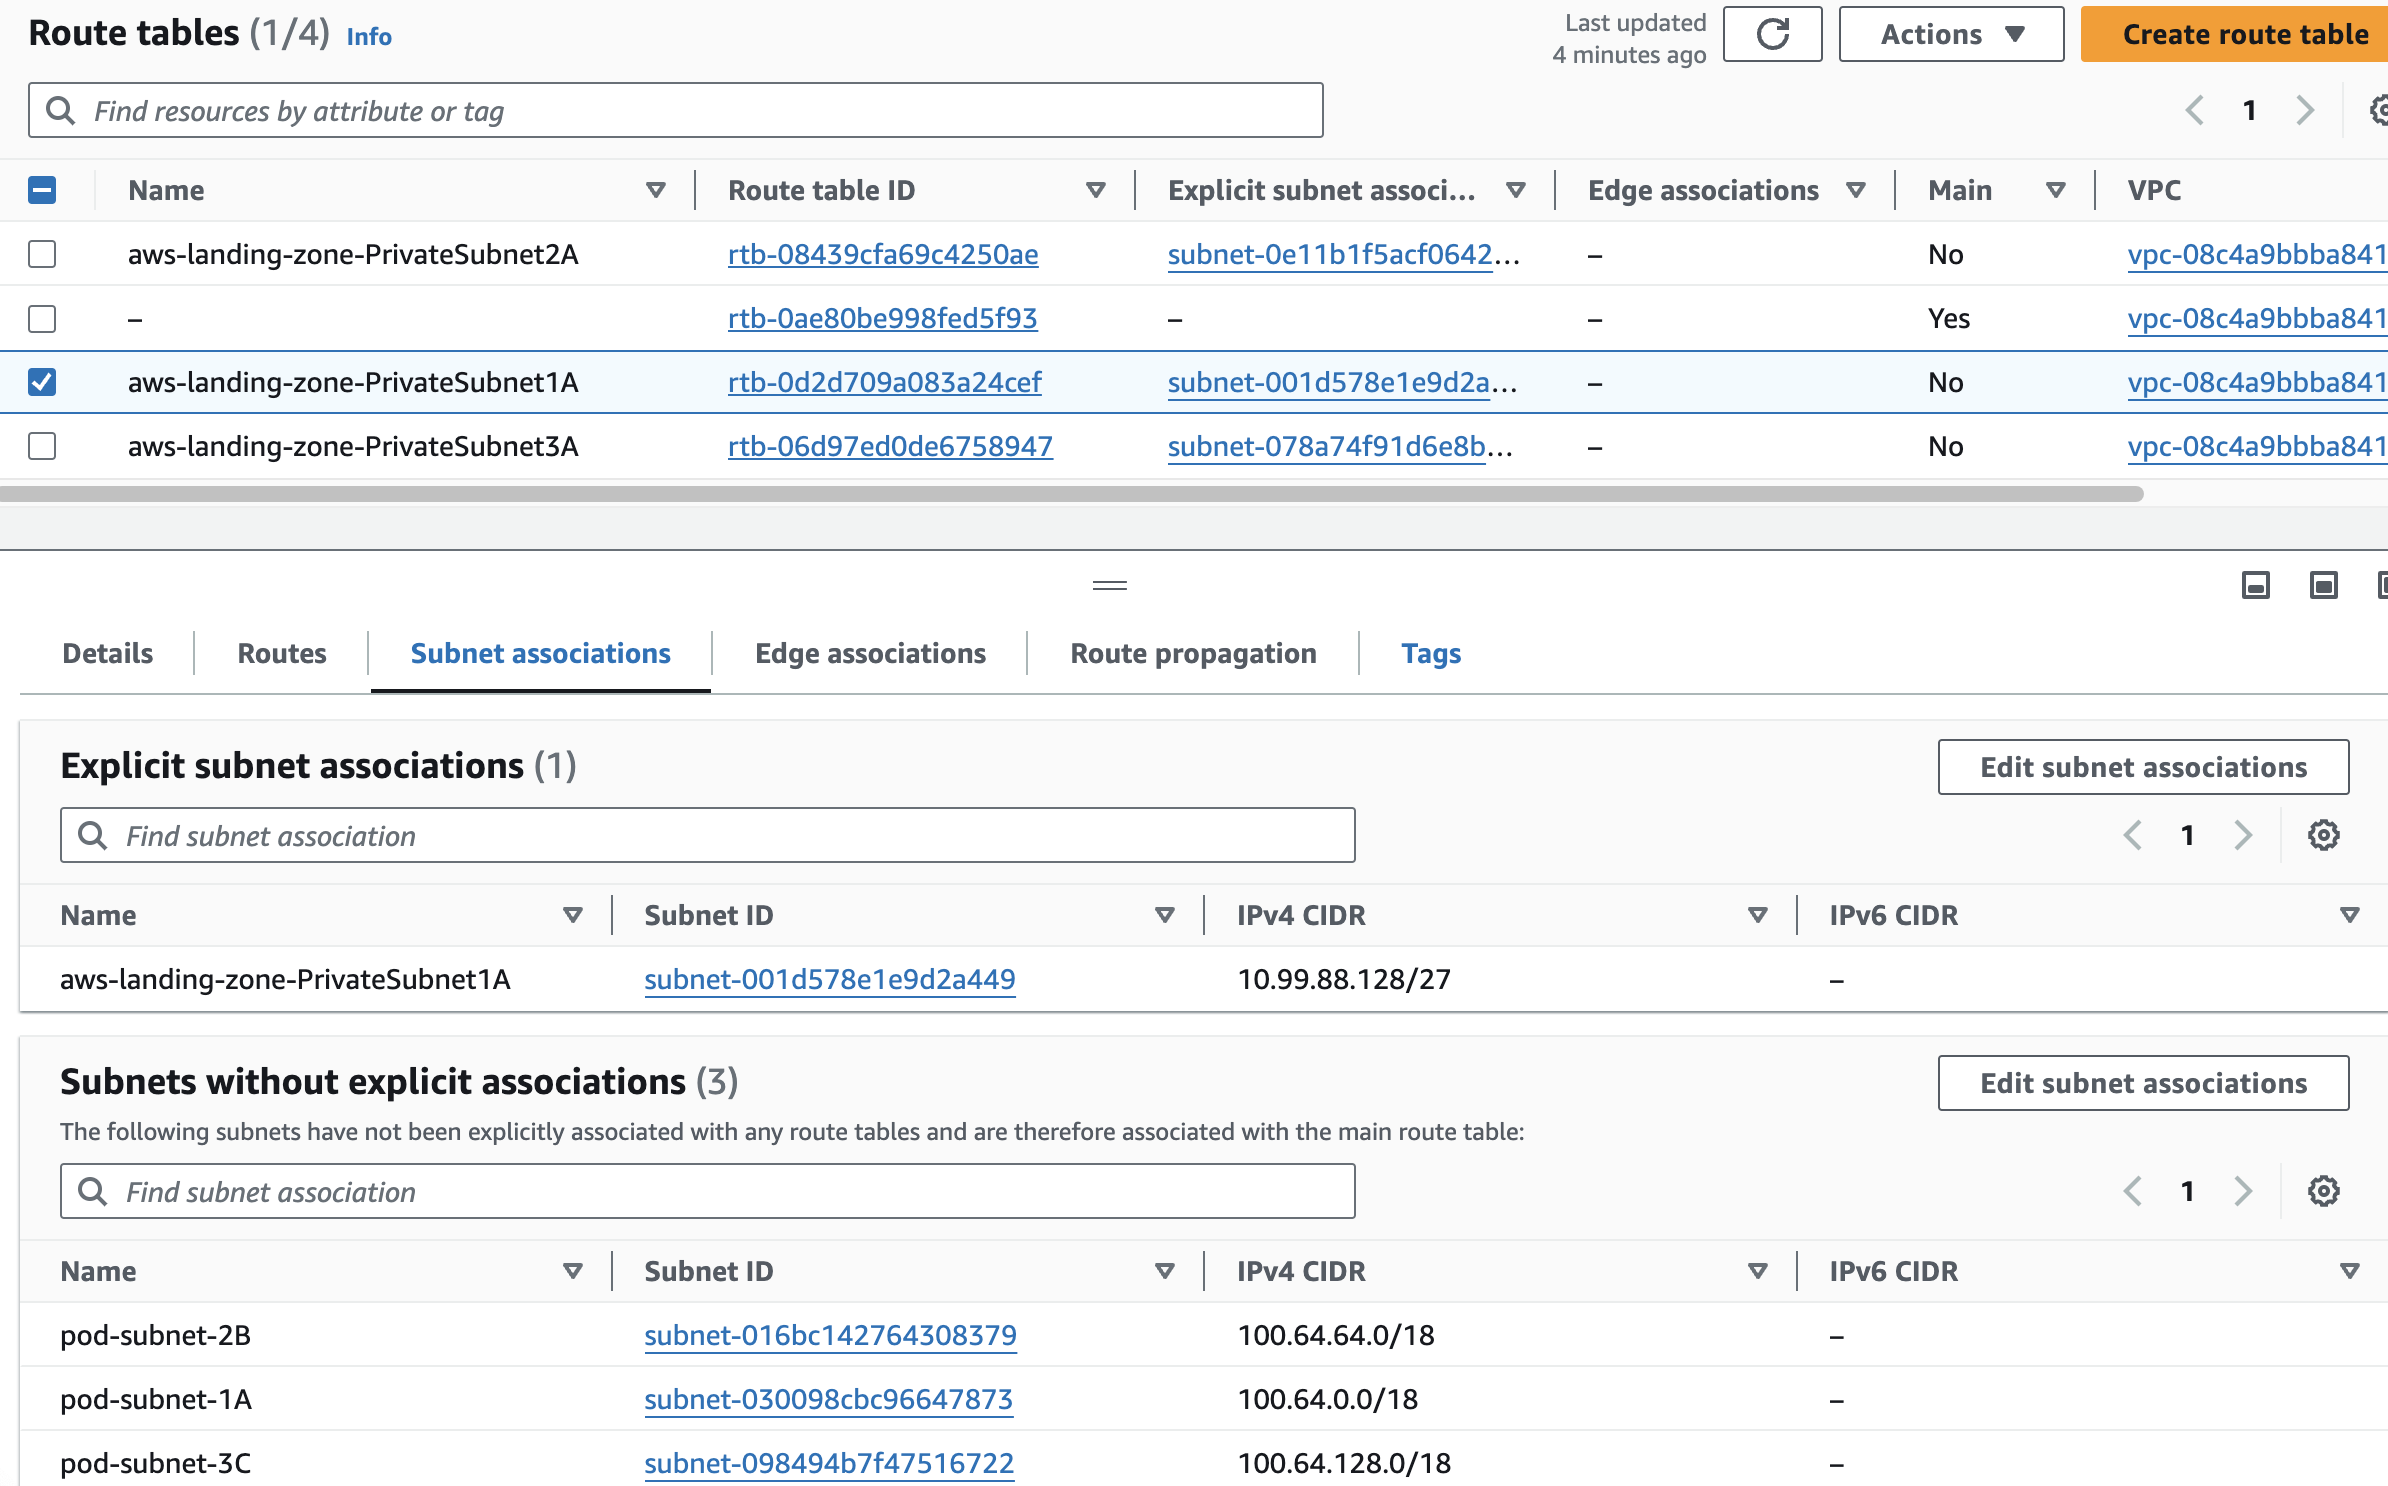 Route tables (1/4) Info
Last updated
4 minutes ago
Actions
Create route table
Find resources by attribute or tag
1
Name Route table ID Explicit subnet associ... Edge associations Main VPC
aws-landing-zone-PrivateSubnet2A rtb-08439cfa69c4250ae subnet-0e11b1f5acf0642... – No vpc-08c4a9bbba841
– rtb-0ae80be998fed5f93 – – Yes vpc-08c4a9bbba841
aws-landing-zone-PrivateSubnet1A rtb-0d2d709a083a24cef subnet-001d578e1e9d2a... – No vpc-08c4a9bbba841
aws-landing-zone-PrivateSubnet3A rtb-06d97ed0de6758947 subnet-078a74f91d6e8b... – No vpc-08c4a9bbba841
Details Routes Subnet associations Edge associations Route propagation Tags
Explicit subnet associations (1)
Edit subnet associations
Find subnet association
1
Name Subnet ID IPv4 CIDR IPv6 CIDR
aws-landing-zone-PrivateSubnet1A subnet-001d578e1e9d2a449 10.99.88.128/27 –
Subnets without explicit associations (3)
Edit subnet associations
The following subnets have not been explicitly associated with any route tables and are therefore associated with the main route table:
Find subnet association
1
Name Subnet ID IPv4 CIDR IPv6 CIDR
pod-subnet-2B subnet-016bc142764308379 100.64.64.0/18 –
pod-subnet-1A subnet-030098cbc96647873 100.64.0.0/18 –
pod-subnet-3C subnet-098494b7f47516722 100.64.128.0/18 –